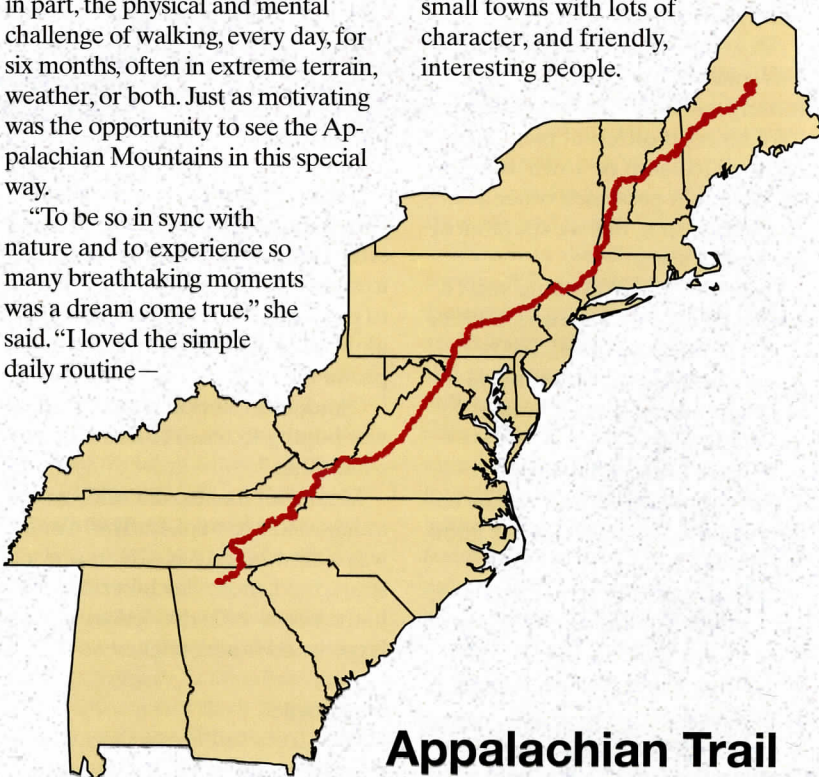 in part, the physical and mental
challenge of walking, every day, for
six months, often in extreme terrain,
weather, or both. Just as motivating
was the opportunity to see the Ap-
palachian Mountains in this special
way.
“To be so in sync with
nature and to experience so
many breathtaking moments
was a dream come true,” she
said. “I loved the simple
daily routine—
small towns with lots of
character, and friendly,
interesting people.
Appalachian Trail